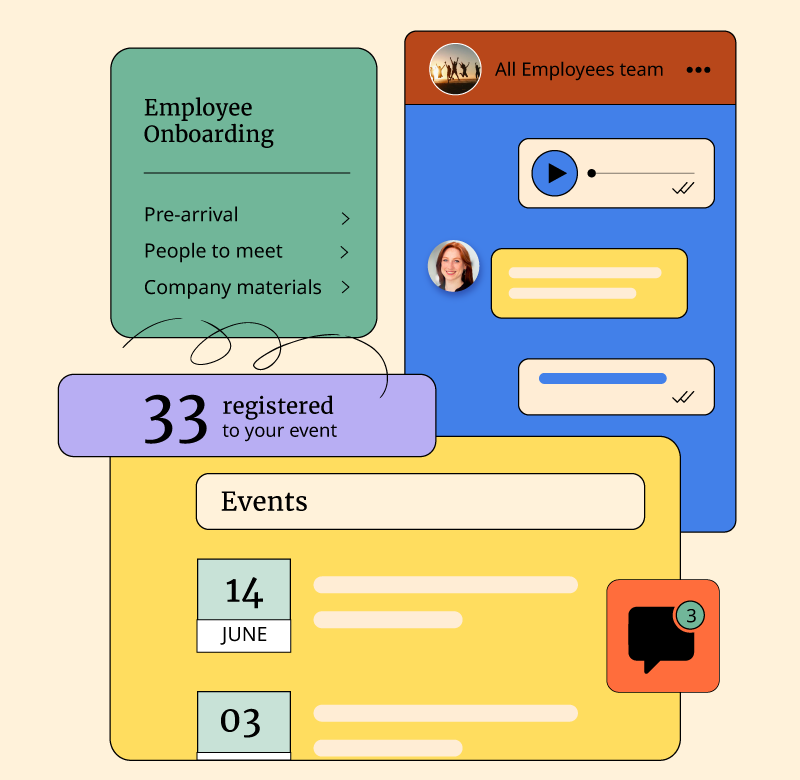 Employee
Onboarding
Pre-arrival
People to meet
Company materials
All Employees team
33
registered
to your event
Events
14
JUNE
03
3